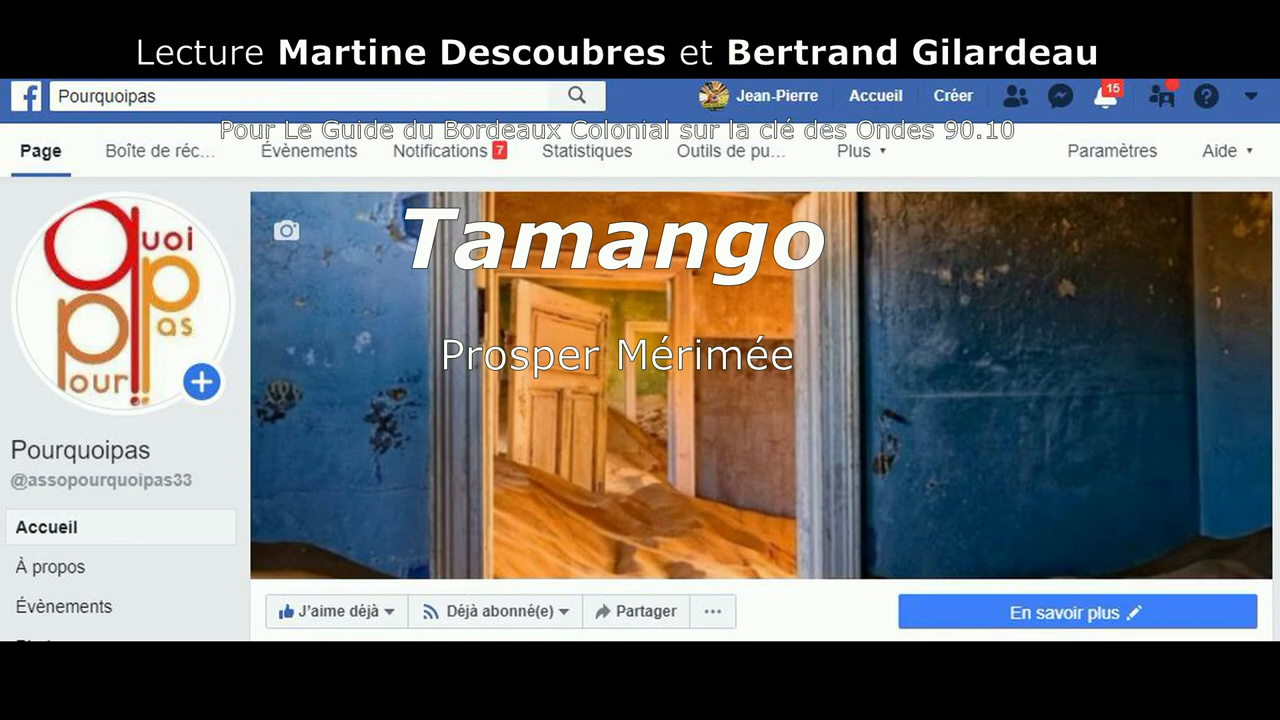 Lecture Martine Descoubres et Bertrand Gilardeau
Pourquoipas
Jean-Pierre
Accueil
Créer
15
Pour Le Guide du Bordeaux Colonial sur la clé des Ondes 90.10
Page
Boîte de réc...
Évènements
Notifications 7
Statistiques
Outils de pu...
Plus
Paramètres
Aide
Tamango
Prosper Mérimée
quoi
pas
pour
Pourquoipas
@assopourquoipas33
Accueil
À propos
Évènements
J'aime déjà
Déjà abonné(e)
Partager
En savoir plus